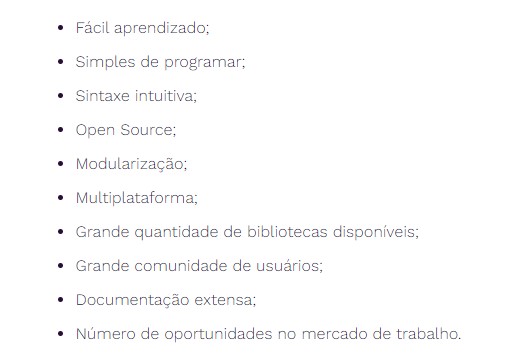 • Fácil aprendizado;
• Simples de programar;
• Sintaxe intuitiva;
• Open Source;
• Modularização;
• Multiplataforma;
• Grande quantidade de bibliotecas disponíveis;
• Grande comunidade de usuários;
• Documentação extensa;
• Número de oportunidades no mercado de trabalho.